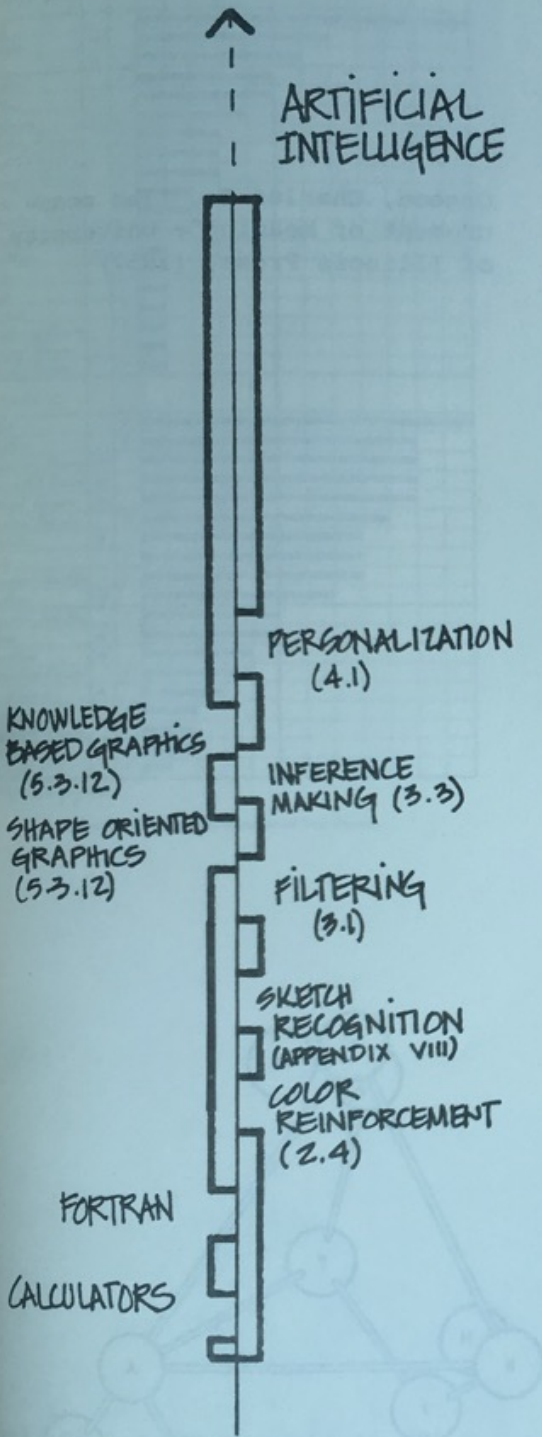 ARTIFICIAL
INTELLIGENCE
PERSONALIZATION
(4.1)
KNOWLEDGE
BASED GRAPHICS
(5.3.12)
INFERENCE
MAKING (3.3)
SHAPE ORIENTED
GRAPHICS
(5.3.12)
FILTERING
(3.1)
SKETCH
RECOGNITION
(APPENDIX VIII)
COLOR
REINFORCEMENT
(2.4)
FORTRAN
CALCULATORS